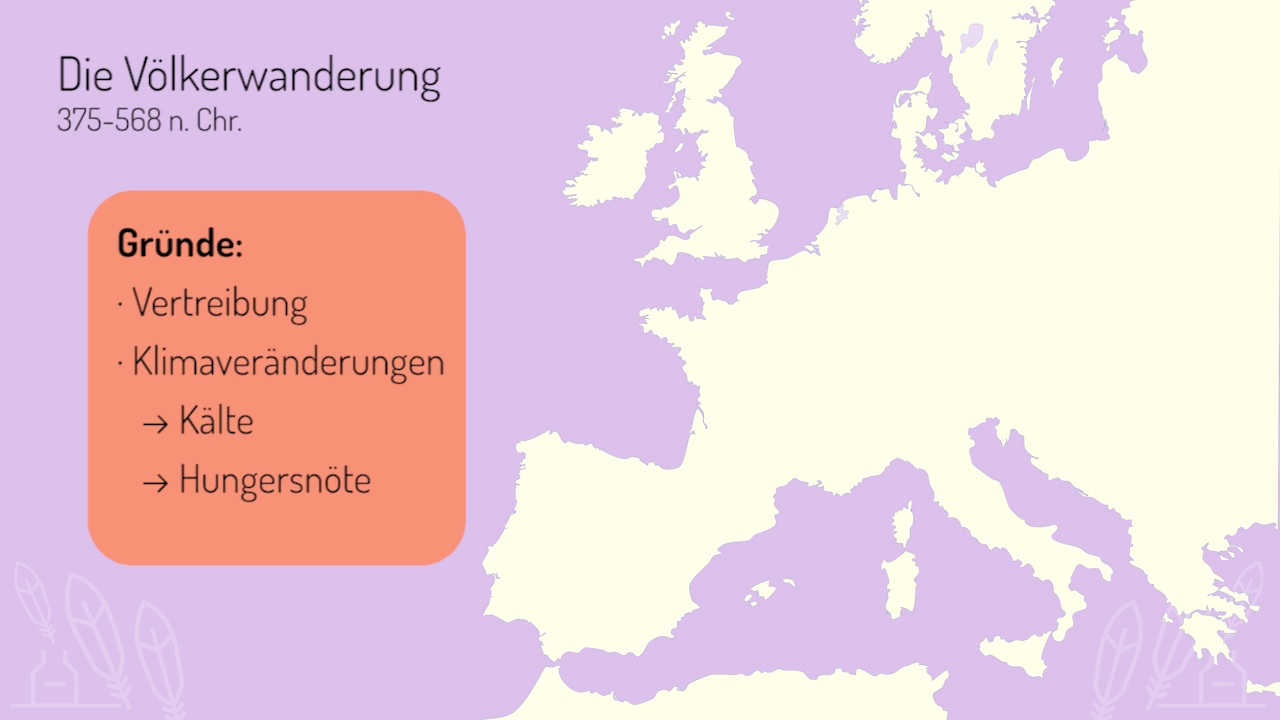 Die Völkerwanderung
375-568 n. Chr.
Gründe:
· Vertreibung
· Klimaveränderungen
→ Kälte
→ Hungersnöte